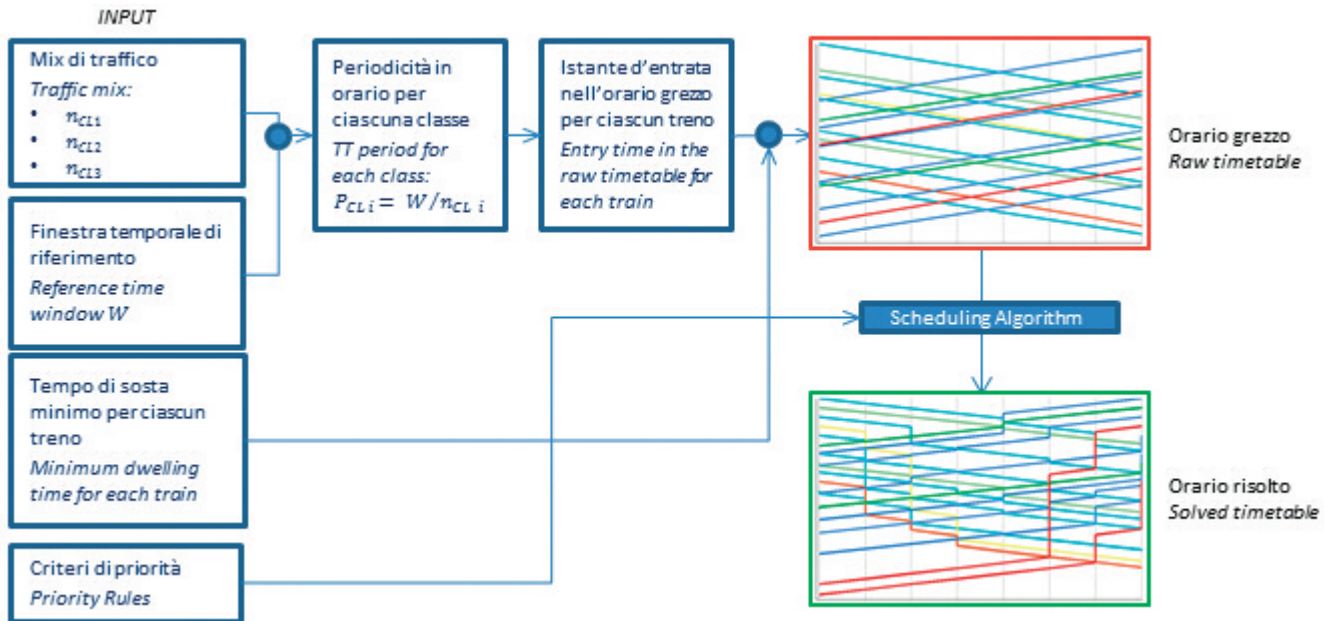 INPUT
Mix di traffico
Traffic mix:
• n_CL1
• n_CL2
• n_CL3
Finestra temporale di
riferimento
Reference time
window W
Tempo di sosta
minimo per ciascun
treno
Minimum dwelling
time for each train
Criteri di priorità
Priority Rules
Periodicità in
orario per
ciascuna classe
TT period for
each class:
P_CL i = W/n_CL i
Istante d'entrata
nell'orario grezzo
per ciascun treno
Entry time in the
raw timetable for
each train
Orario grezzo
Raw timetable
Scheduling Algorithm
Orario risolto
Solved timetable